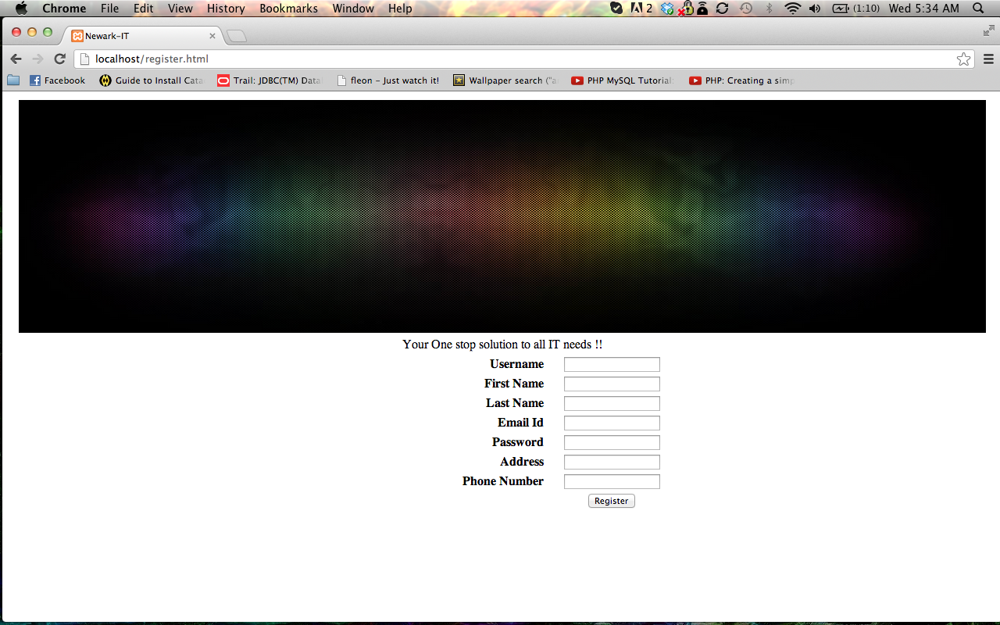 Chrome File Edit View History Bookmarks Window Help 2 (1:10) Wed 5:34 AM
Newark-IT
localhost/register.html
Facebook Guide to Install Cata Trail: JDBC(TM) Data fleon – Just watch it! Wallpaper search ("a PHP MySQL Tutorial: PHP: Creating a simp
Your One stop solution to all IT needs !!
Username
First Name
Last Name
Email Id
Password
Address
Phone Number
Register